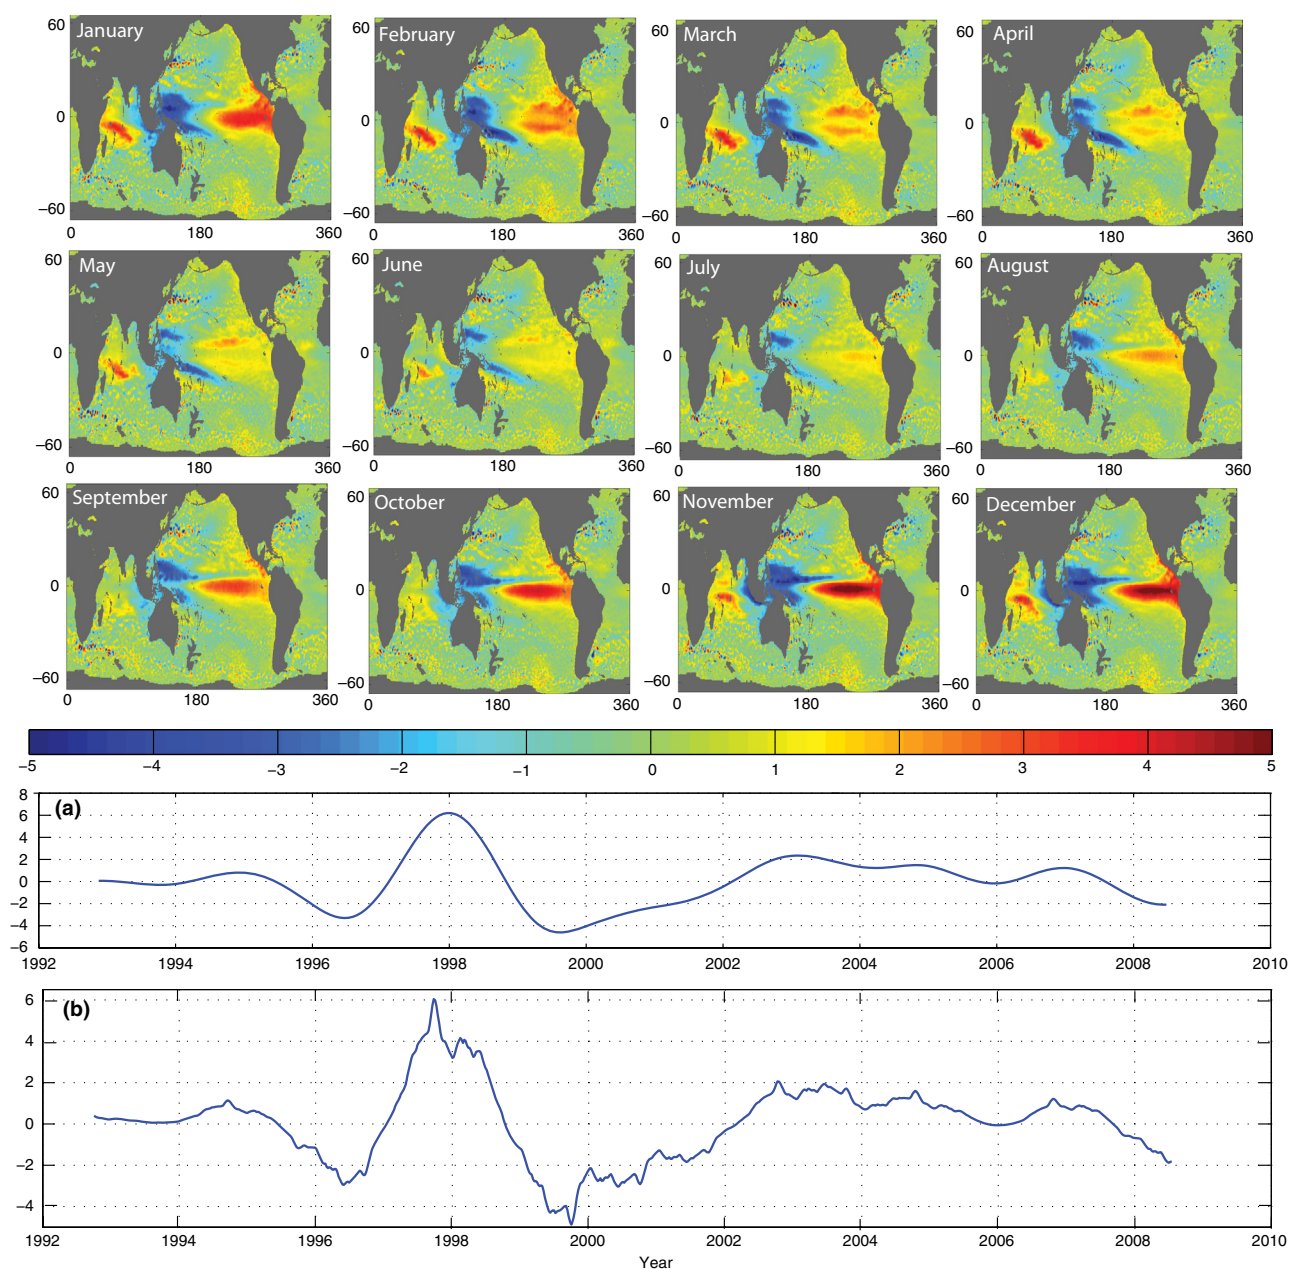 January February March April
60 60 60 60
0 0 0 0
−60 −60 −60 −60
0 180 360 0 180 360 0 180 360 0 180 360
May June July August
60 60 60 60
0 0 0 0
−60 −60 −60 −60
0 180 360 0 180 360 0 180 360 0 180 360
September October November December
60 60 60 60
0 0 0 0
−60 −60 −60 −60
0 180 360 0 180 360 0 180 360 0 180 360
−5 −4 −3 −2 −1 0 1 2 3 4 5
(a)
8
6
4
2
0
−2
−4
−6
1992 1994 1996 1998 2000 2002 2004 2006 2008 2010
(b)
6
4
2
0
−2
−4
1992 1994 1996 1998 2000 2002 2004 2006 2008 2010
Year